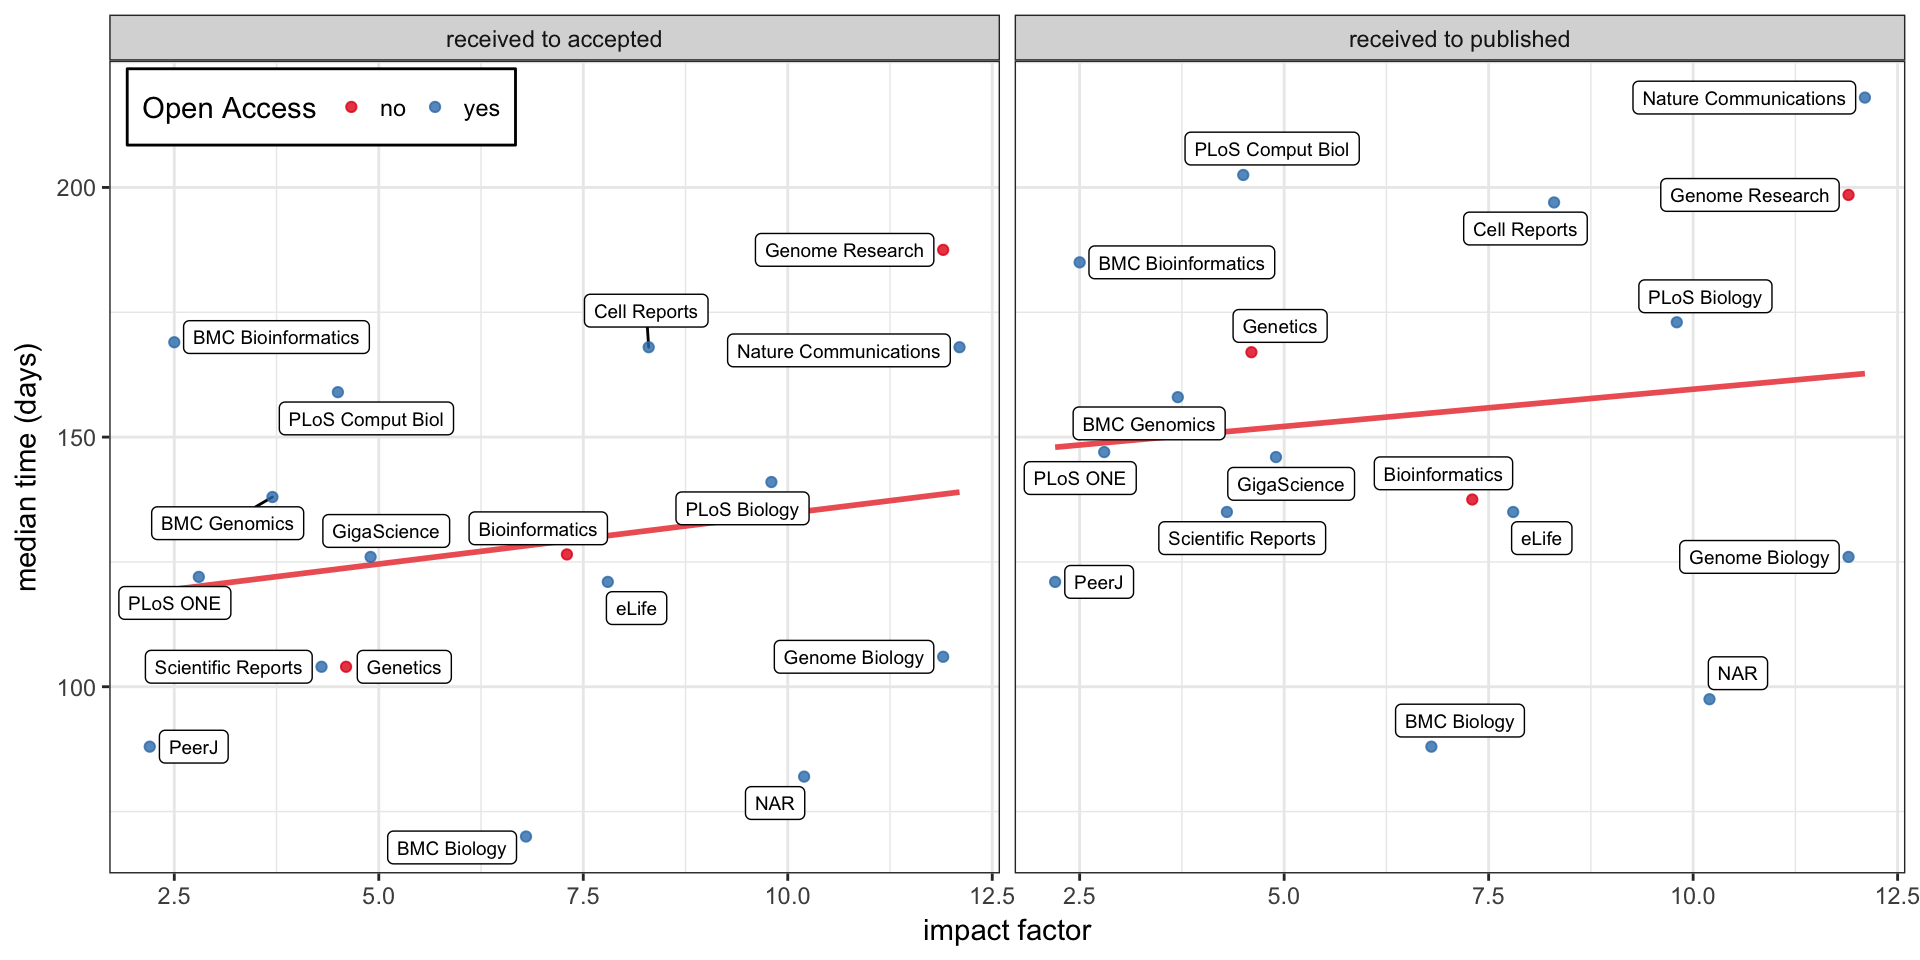 received to accepted
received to published
Open Access no yes
median time (days)
200
150
100
Genome Research
Cell Reports
BMC Bioinformatics
Nature Communications
PLoS Comput Bio
PLoS Biology
BMC Genomics
GigaScience
Bioinformatics
PLoS ONE
eLife
Genome Biology
Scientific Reports
Genetics
PeerJ
NAR
BMC Biology
2.5 5.0 7.5 10.0 12.5
Nature Communications
PLoS Comput Biol
Genome Research
Cell Reports
BMC Bioinformatics
PLoS Biology
Genetics
BMC Genomics
Bioinformatics
PLoS ONE
GigaScience
Scientific Reports
eLife
Genome Biology
PeerJ
NAR
BMC Biology
2.5 5.0 7.5 10.0 12.5
impact factor